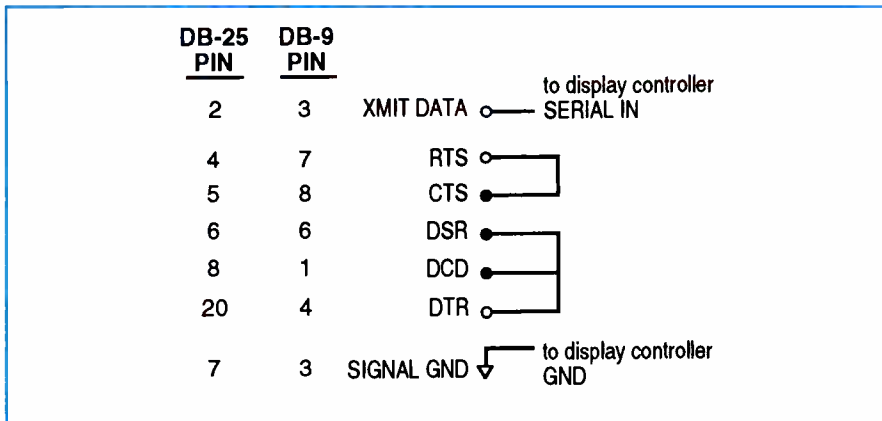 DB-25 DB-9
PIN PIN
2 3 XMIT DATA to display controller
SERIAL IN
4 7 RTS
5 8 CTS
6 6 DSR
8 1 DCD
20 4 DTR
7 3 SIGNAL GND to display controller
GND